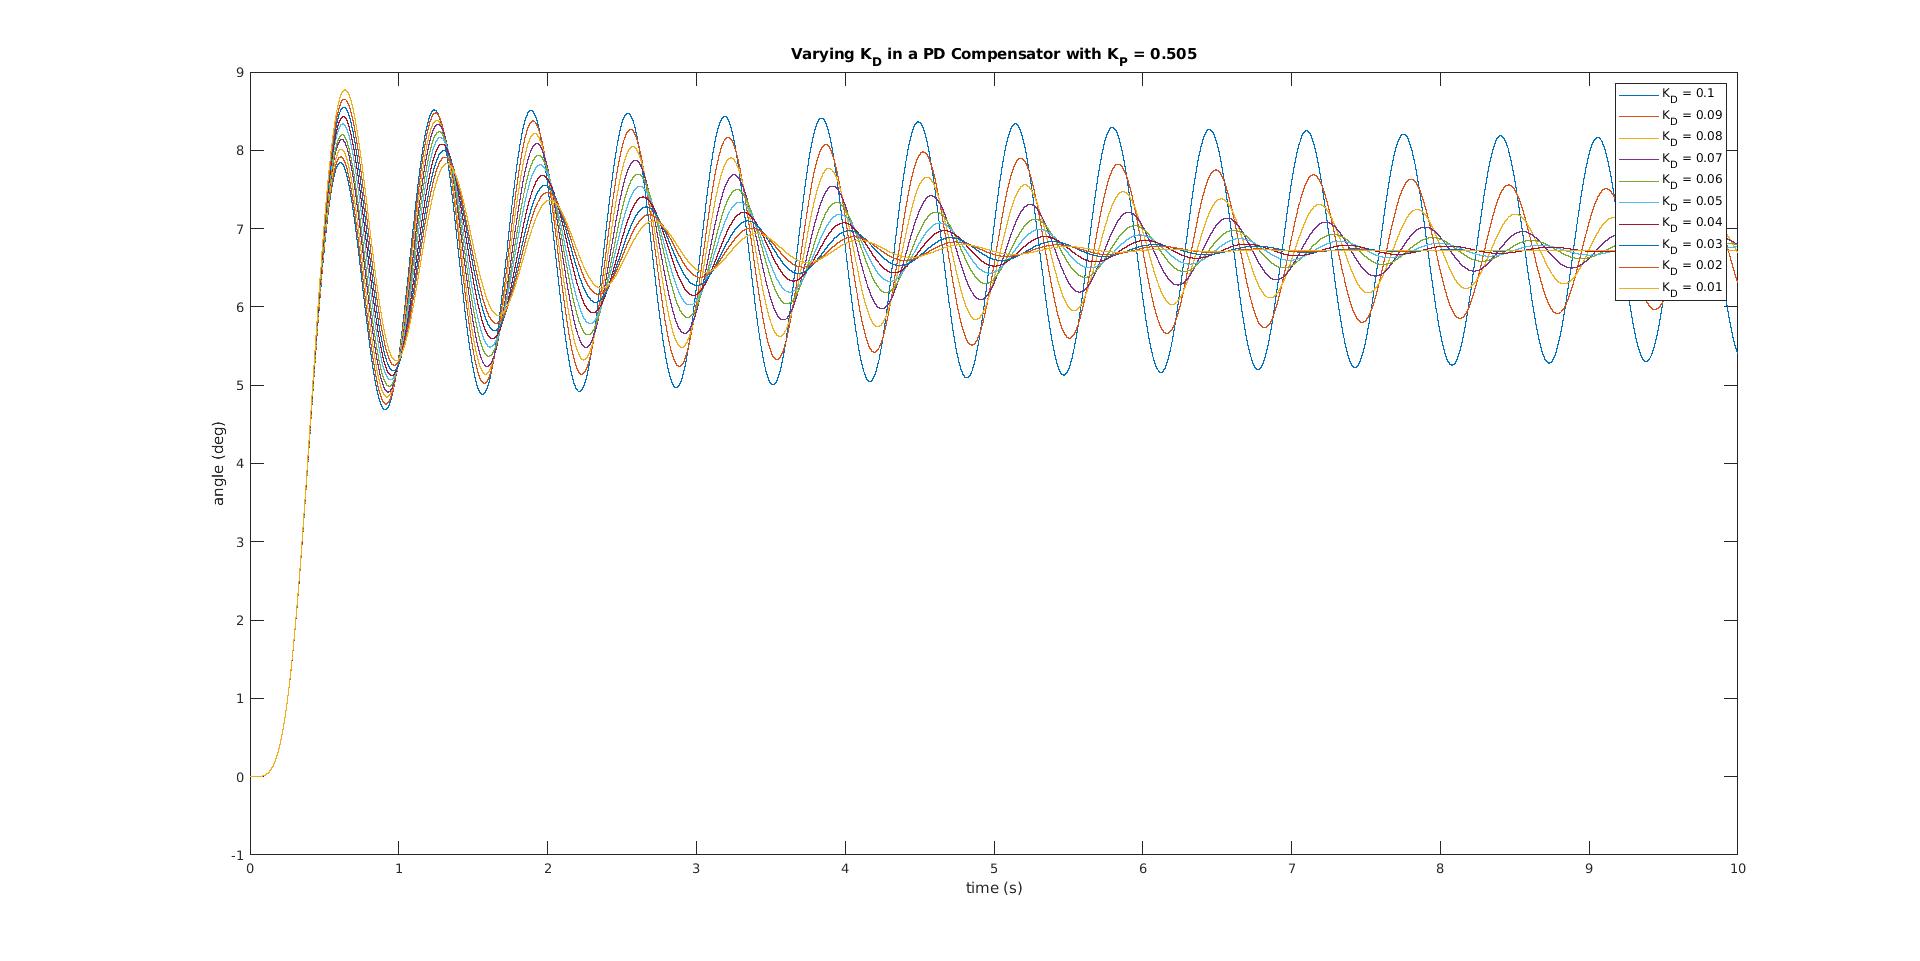 Varying K_D in a PD Compensator with K_P = 0.505
9
8
7
6
5
4
3
2
1
0
-1
angle (deg)
K_D = 0.1
K_D = 0.09
K_D = 0.08
K_D = 0.07
K_D = 0.06
K_D = 0.05
K_D = 0.04
K_D = 0.03
K_D = 0.02
K_D = 0.01
0 1 2 3 4 5 6 7 8 9 10
time (s)